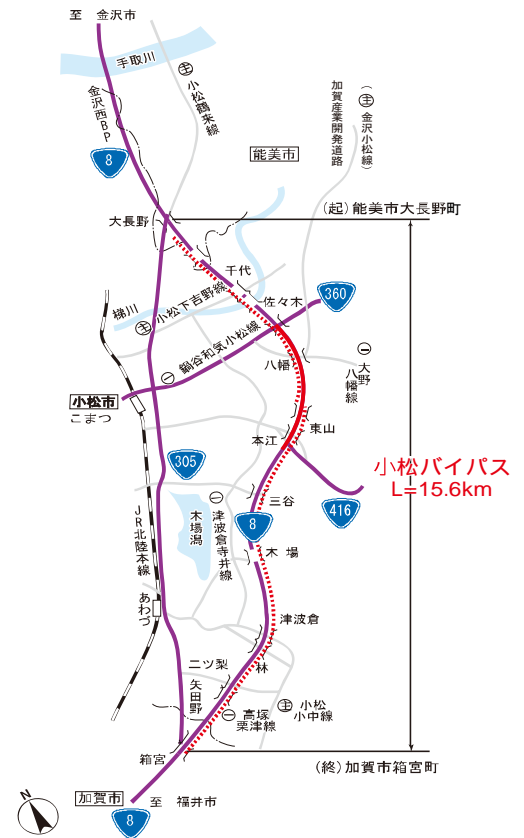 至 金沢市
手取川
㊤小松鶴来線
金沢西BP
8
能美市
加賀産業開発道路
(㊤金沢小松線)
大長野
(起)能美市大長野町
千代
佐々木
360
梯川
㊤小松下吉野線
㊀鍋谷和気小松線
八幡
㊀大野八幡線
小松市
こまつ
東山
本江
小松バイパス
L=15.6km
305
416
三谷
8
木場潟
㊀津波倉寺井線
木場
JR北陸本線
あわづ
津波倉
二ツ梨
林
矢田野
㊤小松小中線
㊀高塚粟津線
箱宮
(終)加賀市箱宮町
加賀市
至 福井市
8
N